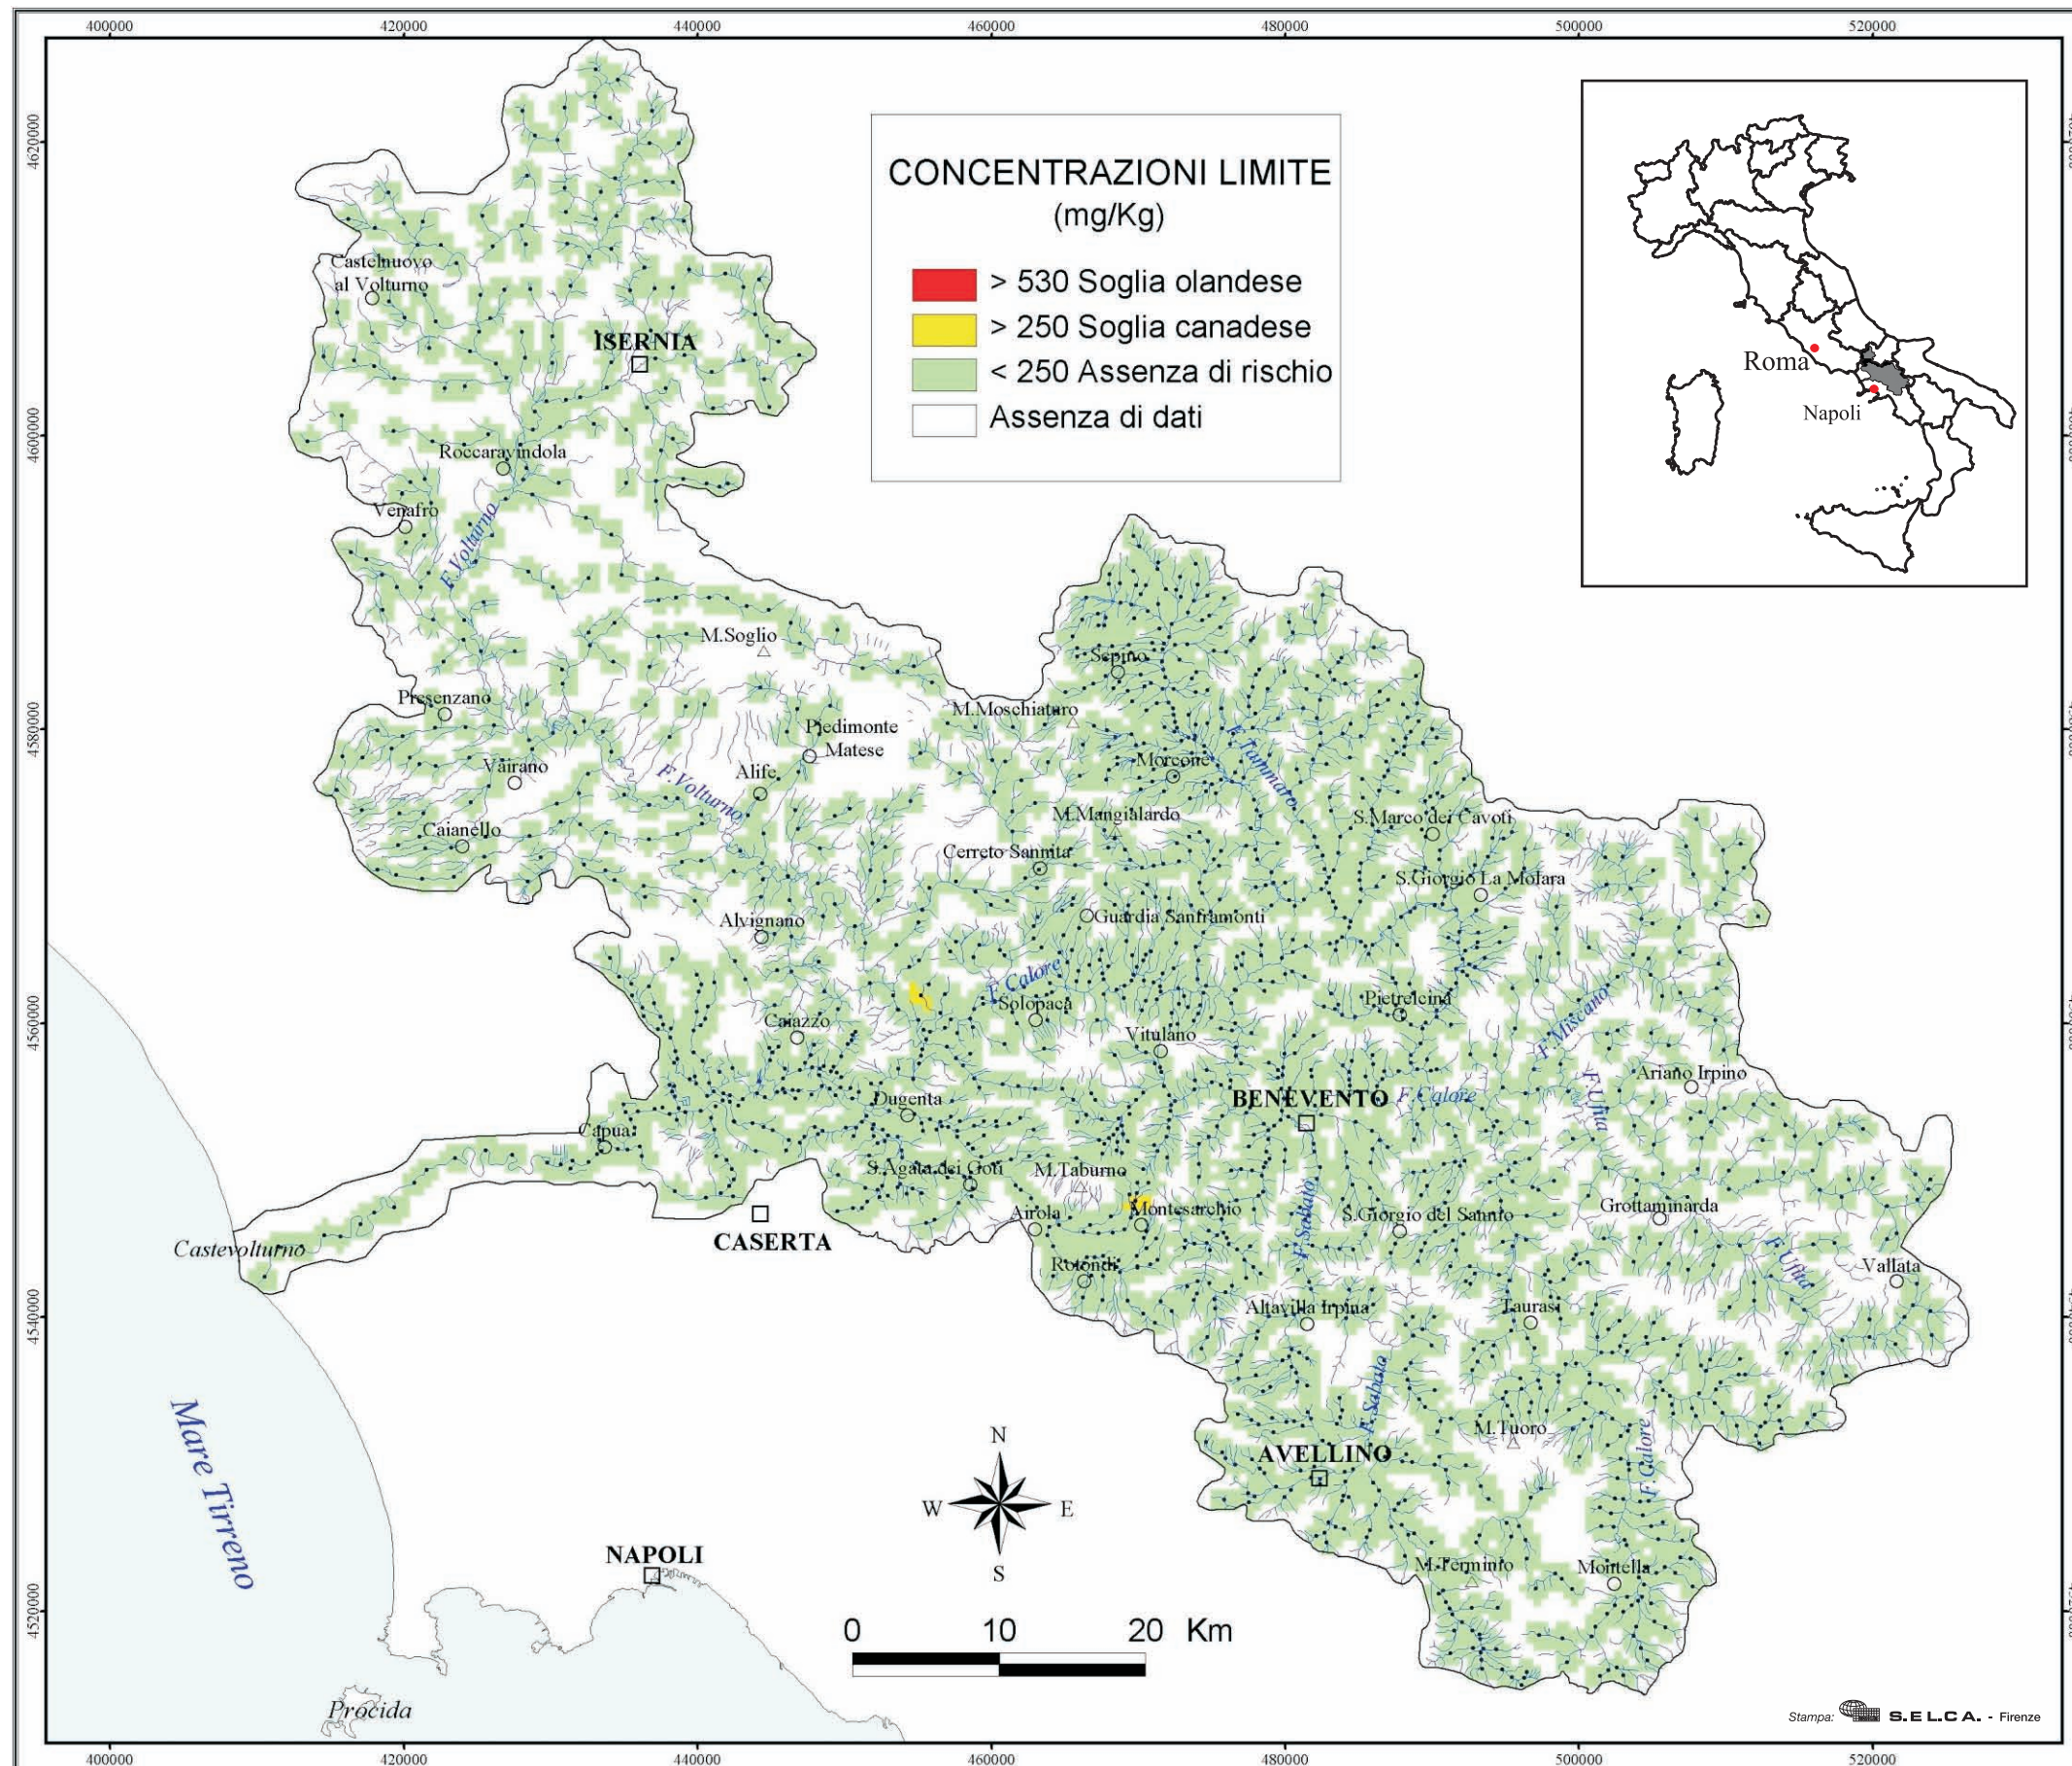 400000 420000 440000 460000 480000 500000 520000
4620000
4600000
4580000
4560000
4540000
4520000
CONCENTRAZIONI LIMITE
(mg/Kg)
> 530 Soglia olandese
> 250 Soglia canadese
< 250 Assenza di rischio
Assenza di dati
Roma
Napoli
Castelnuovo
al Volturno
ISERNIA
Roccaravindola
Venafro
F.Volturno
M.Soglio
Sepino
Presenzano
M.Moschiaturo
Piedimonte
Matese
F.Tammaro
Vairano
Alife
F.Volturno
Morcone
M.Mangialardo
S.Marco dei Cavoti
Caianello
Cerreto Sannita
S.Giorgio La Molara
Alvignano
Guardia Sanframonti
F.Calore
Solopaca
Pietrelcina
Caiazzo
Vitulano
F.Miscano
Ariano Irpino
F.Ufita
Dugenta
BENEVENTO
F.Calore
Capua
S.Agata dei Goti
M.Taburno
Airola
Montesarchio
F.Sabato
S.Giorgio del Sannio
Grottaminarda
CASERTA
Castevolturno
Rotondi
F.Ufita
Vallata
Altavilla Irpina
Taurasi
F.Sabato
M.Tuoro
F.Calore
AVELLINO
Mare Tirreno
N
W E
S
NAPOLI
M.Terminio
Montella
0 10 20 Km
Procida
Stampa: S.EL.C.A. - Firenze
400000 420000 440000 460000 480000 500000 520000